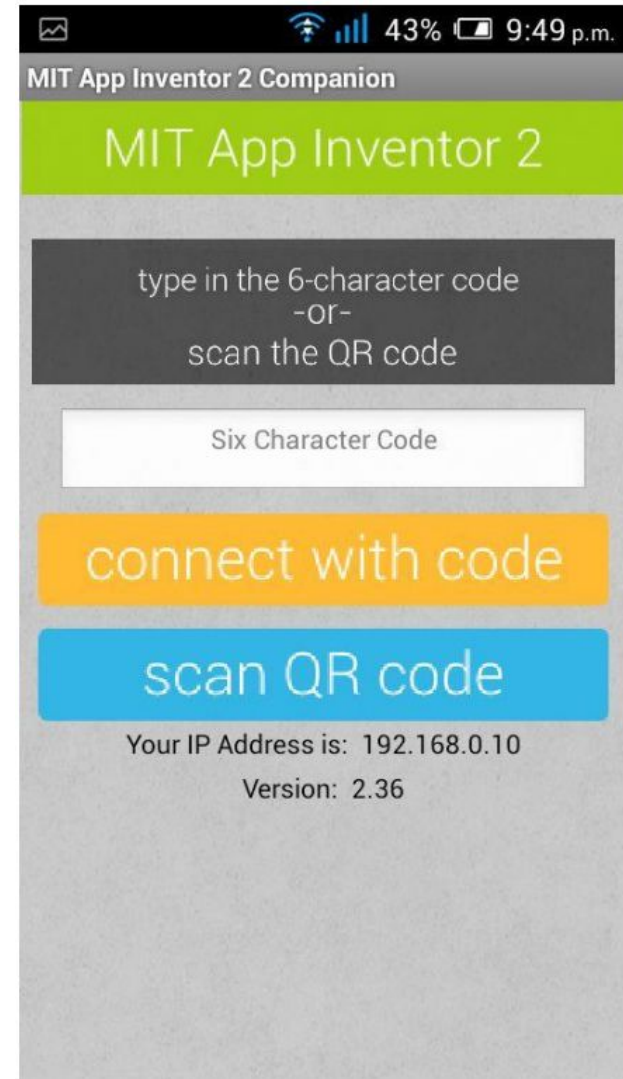 43% 9:49 p.m.
MIT App Inventor 2 Companion
MIT App Inventor 2
type in the 6-character code
-or-
scan the QR code
Six Character Code
connect with code
scan QR code
Your IP Address is: 192.168.0.10
Version: 2.36